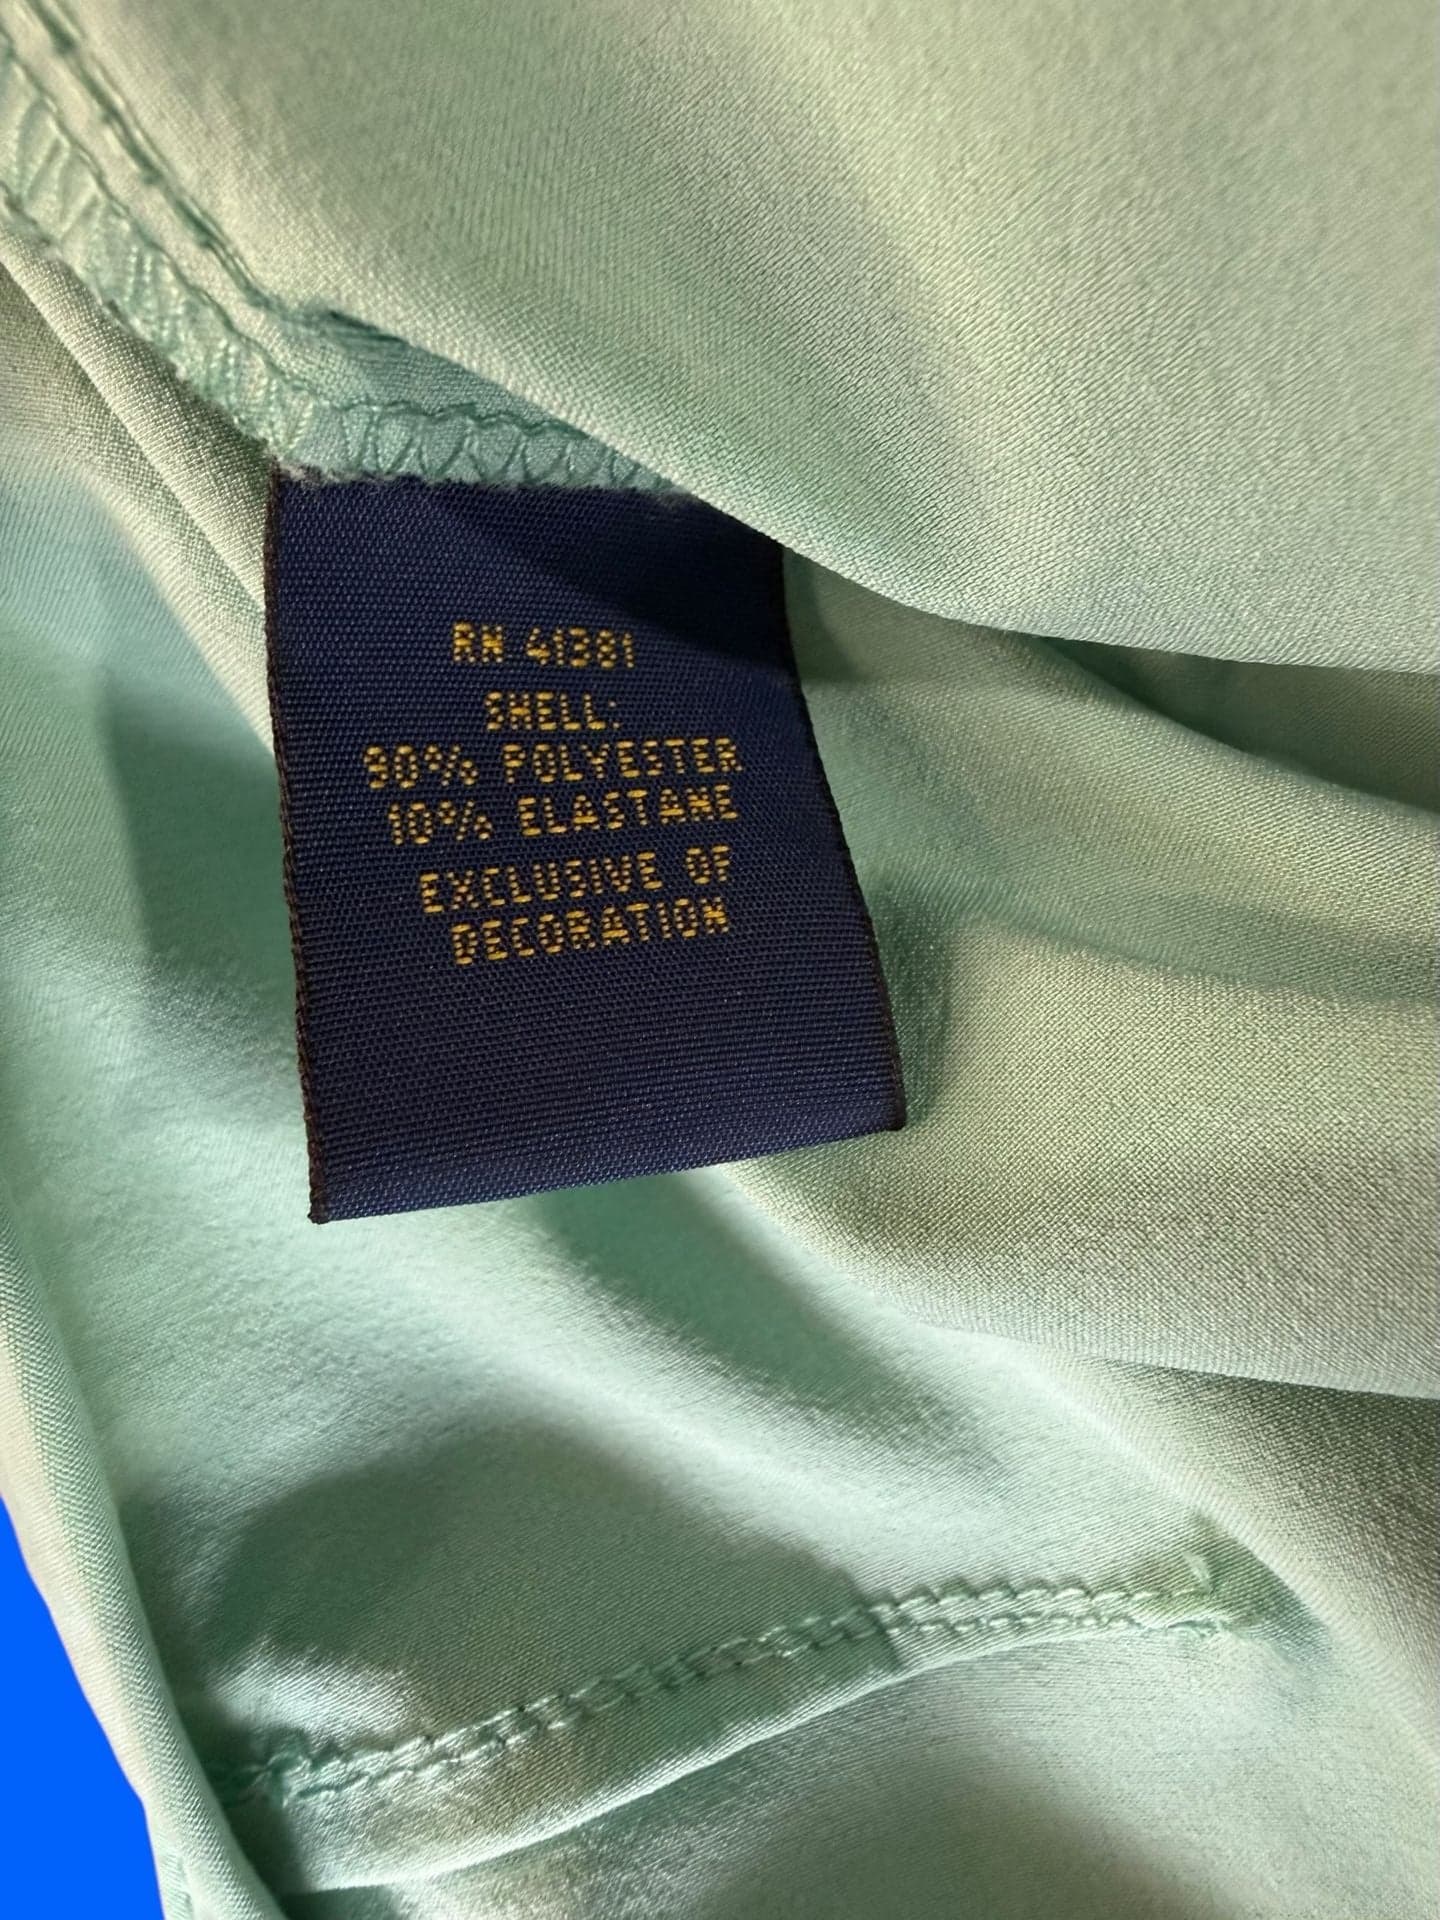 RN 41381
SHELL:
90% POLYESTER
10% ELASTANE
EXCLUSIVE OF
DECORATION